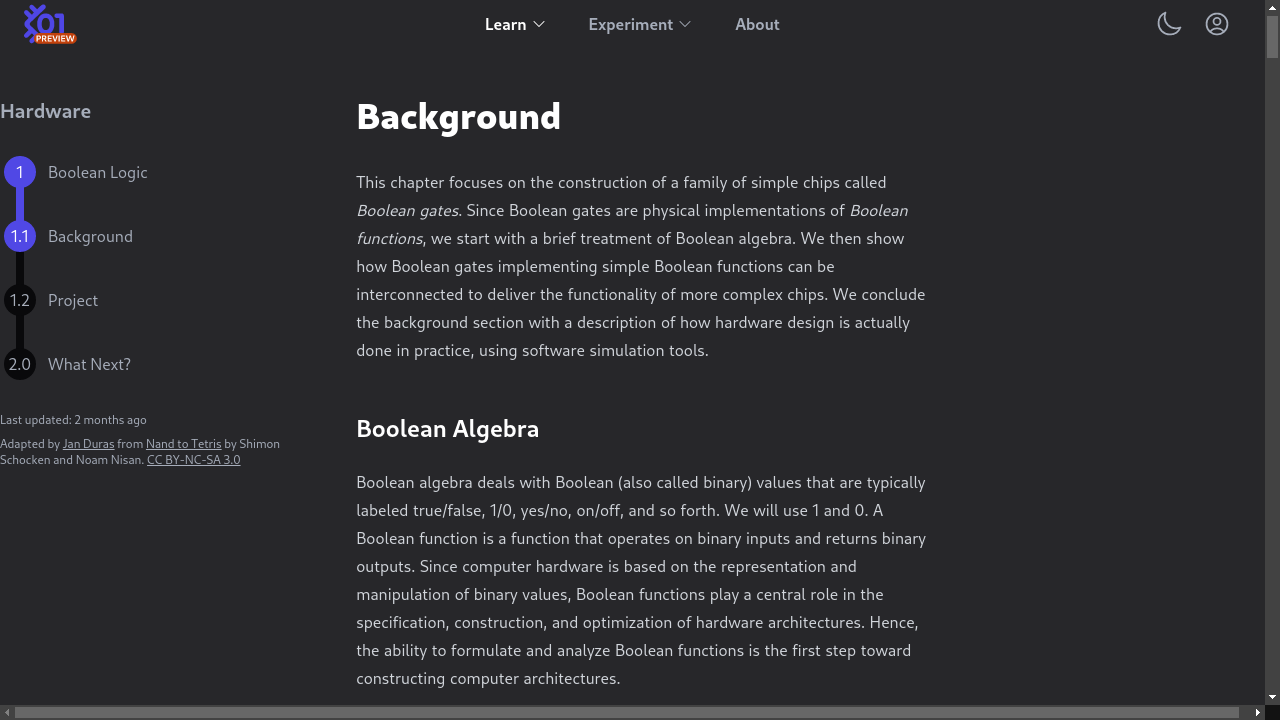 01
PREVIEW
Learn
Experiment
About
Hardware
1 Boolean Logic
1.1 Background
1.2 Project
2.0 What Next?
Last updated: 2 months ago
Adapted by Jan Duras from Nand to Tetris by Shimon
Schocken and Noam Nisan. CC BY-NC-SA 3.0
Background
This chapter focuses on the construction of a family of simple chips called
Boolean gates. Since Boolean gates are physical implementations of Boolean
functions, we start with a brief treatment of Boolean algebra. We then show
how Boolean gates implementing simple Boolean functions can be
interconnected to deliver the functionality of more complex chips. We conclude
the background section with a description of how hardware design is actually
done in practice, using software simulation tools.
Boolean Algebra
Boolean algebra deals with Boolean (also called binary) values that are typically
labeled true/false, 1/0, yes/no, on/off, and so forth. We will use 1 and 0. A
Boolean function is a function that operates on binary inputs and returns binary
outputs. Since computer hardware is based on the representation and
manipulation of binary values, Boolean functions play a central role in the
specification, construction, and optimization of hardware architectures. Hence,
the ability to formulate and analyze Boolean functions is the first step toward
constructing computer architectures.